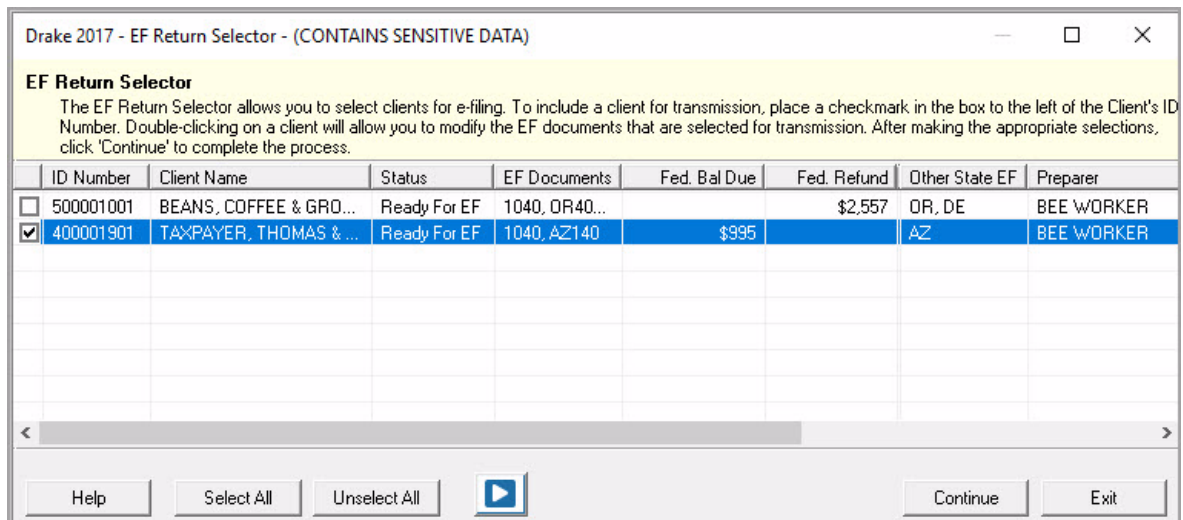 Drake 2017 - EF Return Selector - (CONTAINS SENSITIVE DATA)
EF Return Selector
The EF Return Selector allows you to select clients for e-filing. To include a client for transmission, place a checkmark in the box to the left of the Client's ID
Number. Double-clicking on a client will allow you to modify the EF documents that are selected for transmission. After making the appropriate selections,
click 'Continue' to complete the process.
ID Number Client Name Status EF Documents Fed. Bal Due Fed. Refund Other State EF Preparer
500001001 BEANS, COFFEE & GRO... Ready For EF 1040, OR40... $2,557 OR, DE BEE WORKER
400001901 TAXPAYER, THOMAS & ... Ready For EF 1040, AZ140 $995 AZ BEE WORKER
Help Select All Unselect All Continue Exit